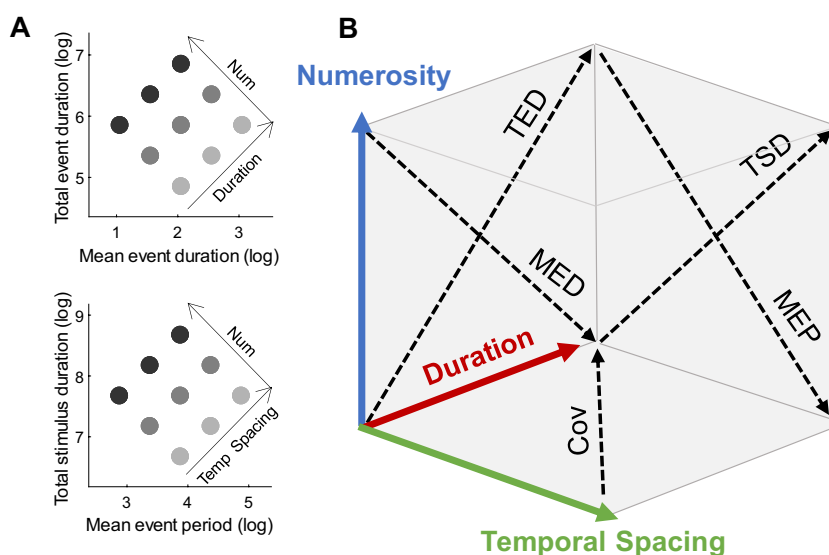 A
Total event duration (log)
7
6
5
Num
Duration
1 2 3
Mean event duration (log)
Total stimulus duration (log)
9
8
7
Num
Temp Spacing
3 4 5
Mean event period (log)
B
Numerosity
TED
TSD
MED
MEP
Duration
Cov
Temporal Spacing